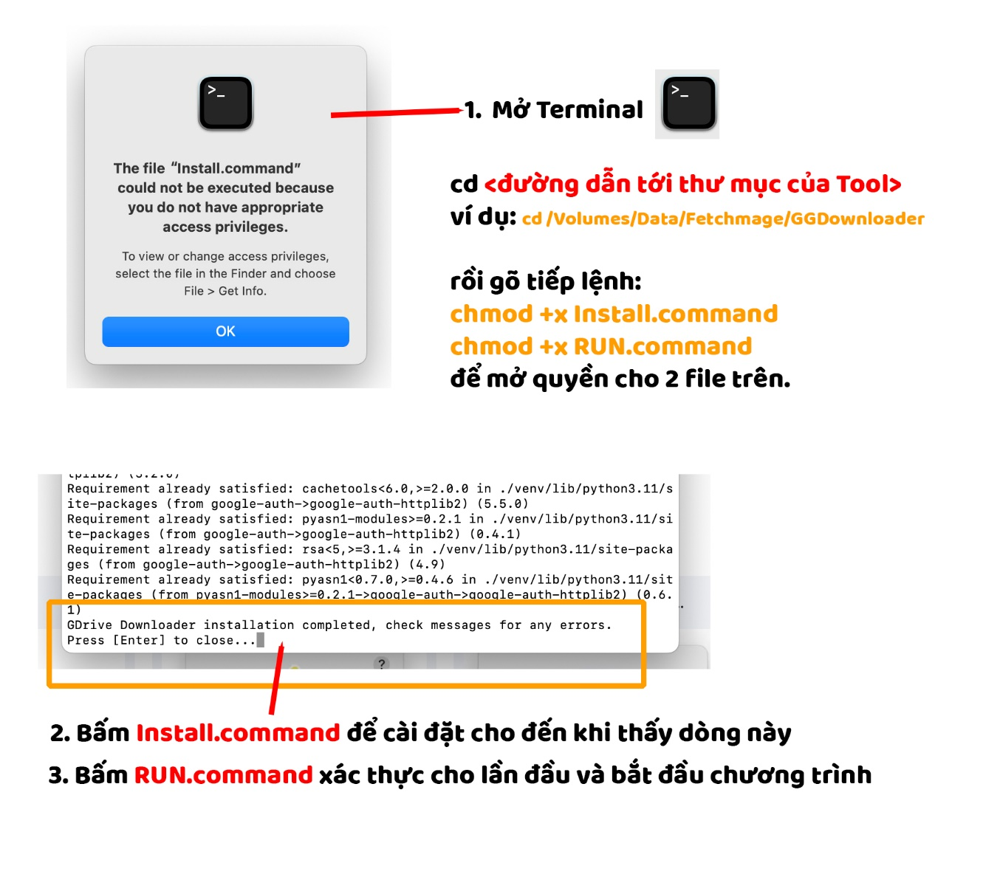 >_
The file “Install.command”
could not be executed because
you do not have appropriate
access privileges.
To view or change access privileges,
select the file in the Finder and choose
File > Get Info.
OK
1. Mở Terminal
>_
cd <đường dẫn tới thư mục của Tool>
ví dụ: cd /Volumes/Data/Fetchmage/GGDownloader
rồi gõ tiếp lệnh:
chmod +x Install.command
chmod +x RUN.command
để mở quyền cho 2 file trên.
tplib2) (3.2.0)
Requirement already satisfied: cachetools<6.0,>=2.0.0 in ./venv/lib/python3.11/s
ite-packages (from google-auth->google-auth-httplib2) (5.5.0)
Requirement already satisfied: pyasn1-modules>=0.2.1 in ./venv/lib/python3.11/si
te-packages (from google-auth->google-auth-httplib2) (0.4.1)
Requirement already satisfied: rsa<5,>=3.1.4 in ./venv/lib/python3.11/site-packa
ges (from google-auth->google-auth-httplib2) (4.9)
Requirement already satisfied: pyasn1<0.7.0,>=0.4.6 in ./venv/lib/python3.11/sit
e-packages (from pyasn1-modules>=0.2.1->google-auth->google-auth-httplib2) (0.6.
1)
GDrive Downloader installation completed, check messages for any errors.
Press [Enter] to close...
?
2. Bấm Install.command để cài đặt cho đến khi thấy dòng này
3. Bấm RUN.command xác thực cho lần đầu và bắt đầu chương trình